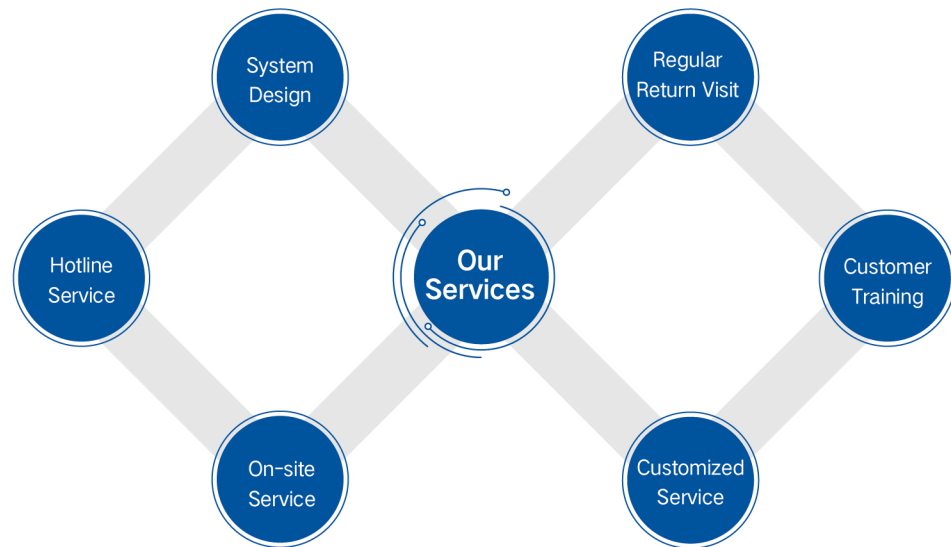 System
Design
Regular
Return Visit
Hotline
Service
Our
Services
Customer
Training
On-site
Service
Customized
Service